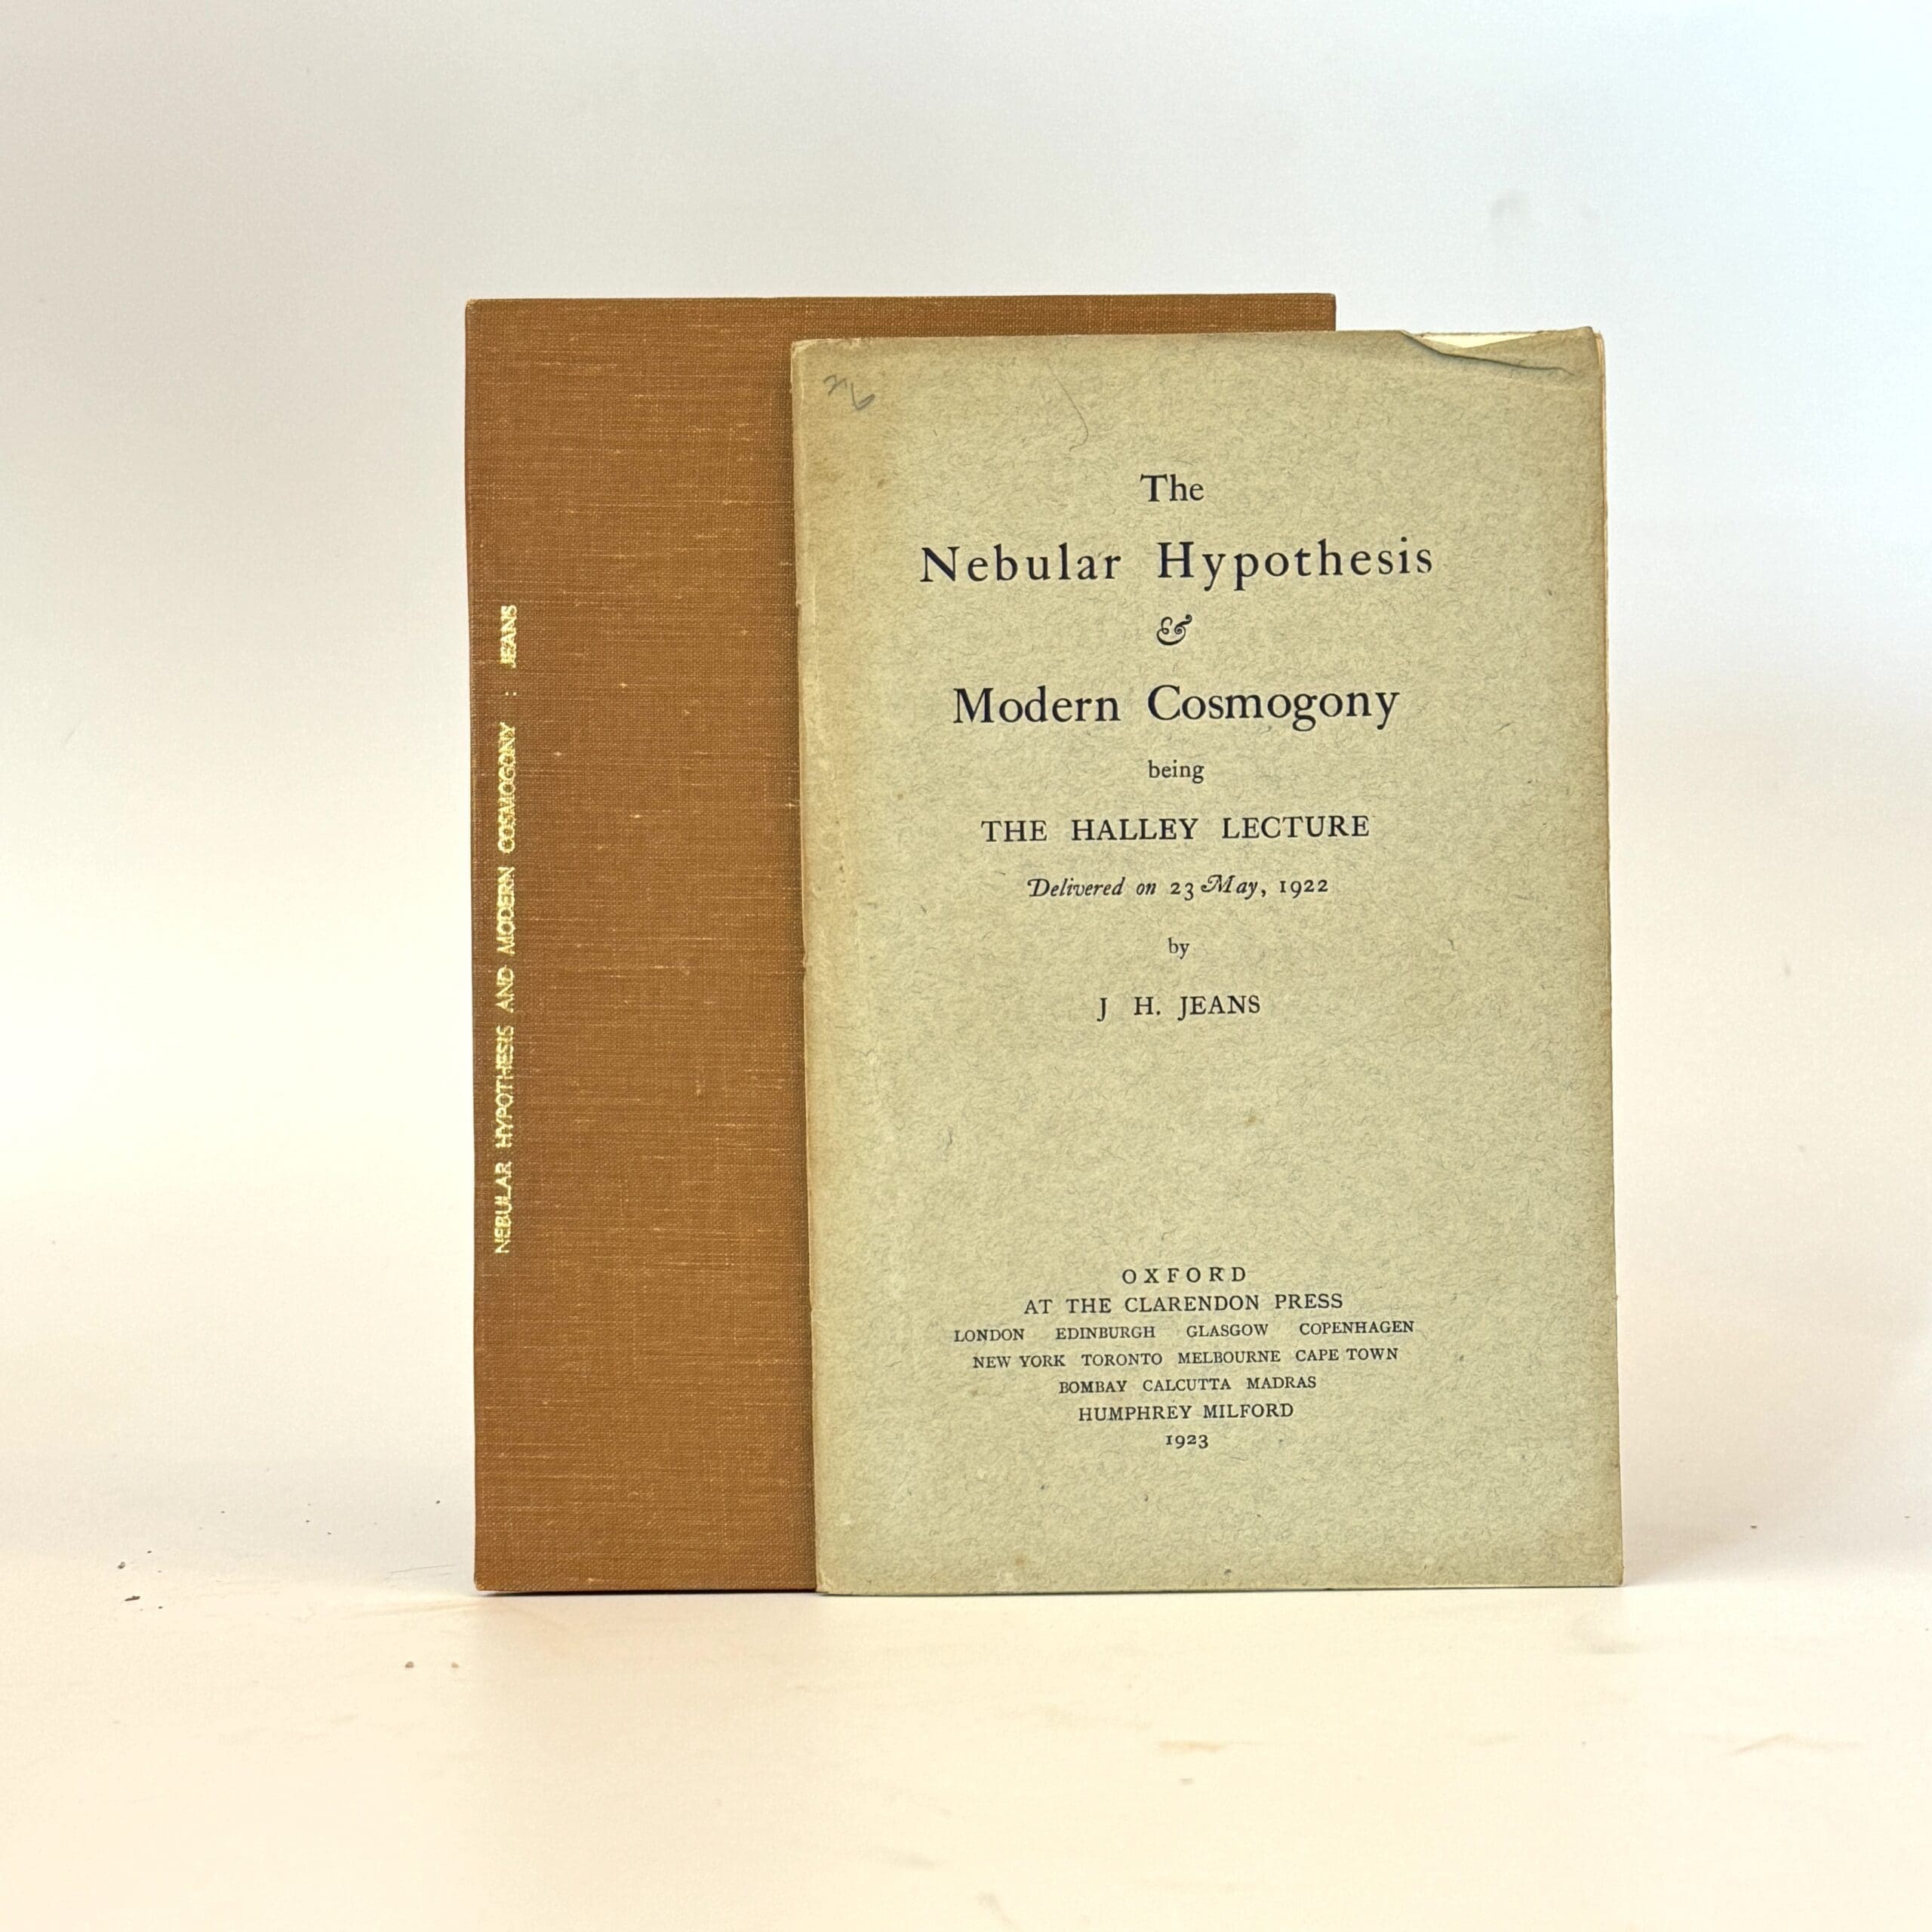 NEBULAR HYPOTHESIS AND MODERN COSMOGONY : JEANS
2/6
The
Nebular Hypothesis
&
Modern Cosmogony
being
THE HALLEY LECTURE
Delivered on 23 May, 1922
by
J H. JEANS
OXFORD
AT THE CLARENDON PRESS
LONDON EDINBURGH GLASGOW COPENHAGEN
NEW YORK TORONTO MELBOURNE CAPE TOWN
BOMBAY CALCUTTA MADRAS
HUMPHREY MILFORD
1923